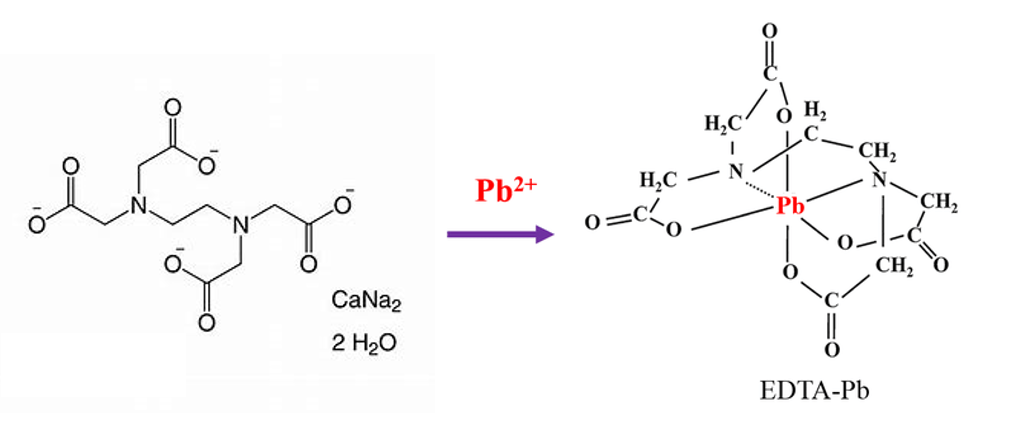 O
O
O⁻
O⁻
N
N
O⁻
O⁻
O
O
CaNa₂
2 H₂O
Pb²⁺
O
C
O
H₂
H₂C
C
CH₂
N
N
H₂C
CH₂
Pb
O
C
O
O
C
O
O
CH₂
C
O
EDTA-Pb